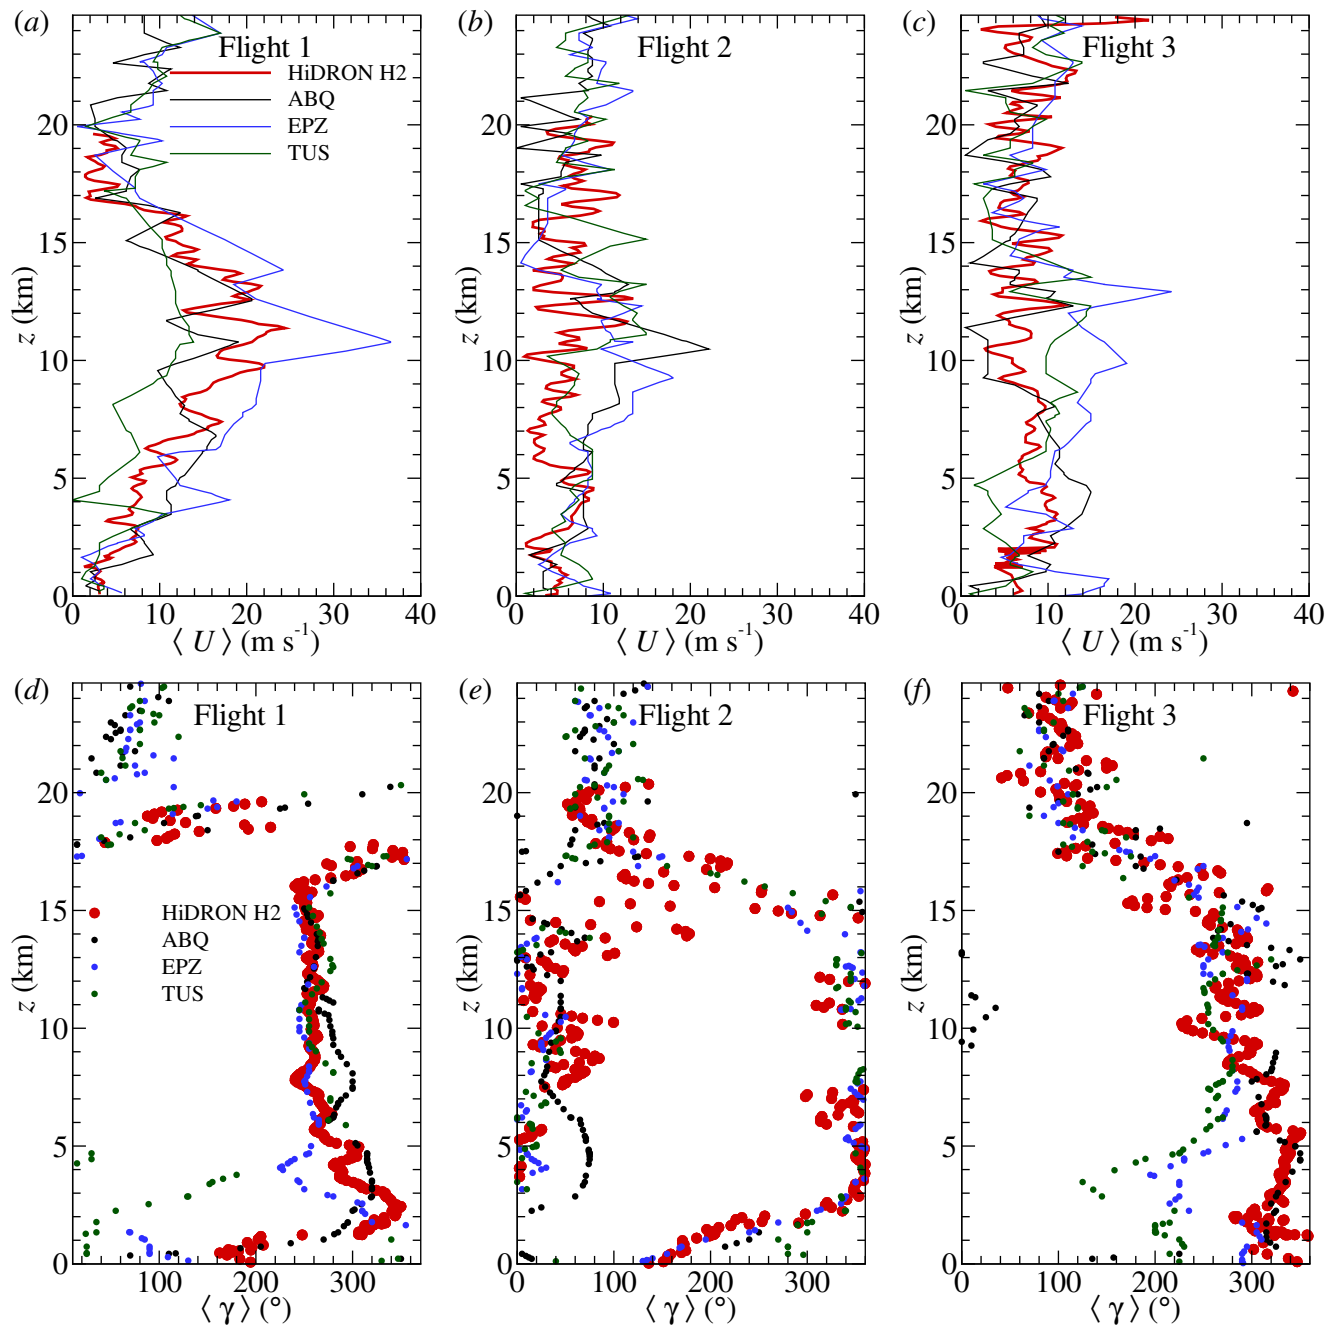 (a)
Flight 1
HiDRON H2
ABQ
EPZ
TUS
20
15
10
5
0
z (km)
0 10 20 30 40
⟨ U ⟩ (m s⁻¹)
(b)
Flight 2
20
15
10
5
0
z (km)
0 10 20 30 40
⟨ U ⟩ (m s⁻¹)
(c)
Flight 3
20
15
10
5
0
z (km)
0 10 20 30 40
⟨ U ⟩ (m s⁻¹)
(d)
Flight 1
HiDRON H2
ABQ
EPZ
TUS
20
15
10
5
0
z (km)
100 200 300
⟨ γ ⟩ (°)
(e)
Flight 2
20
15
10
5
0
z (km)
0 100 200 300
⟨ γ ⟩ (°)
(f)
Flight 3
20
15
10
5
0
z (km)
0 100 200 300
⟨ γ ⟩ (°)